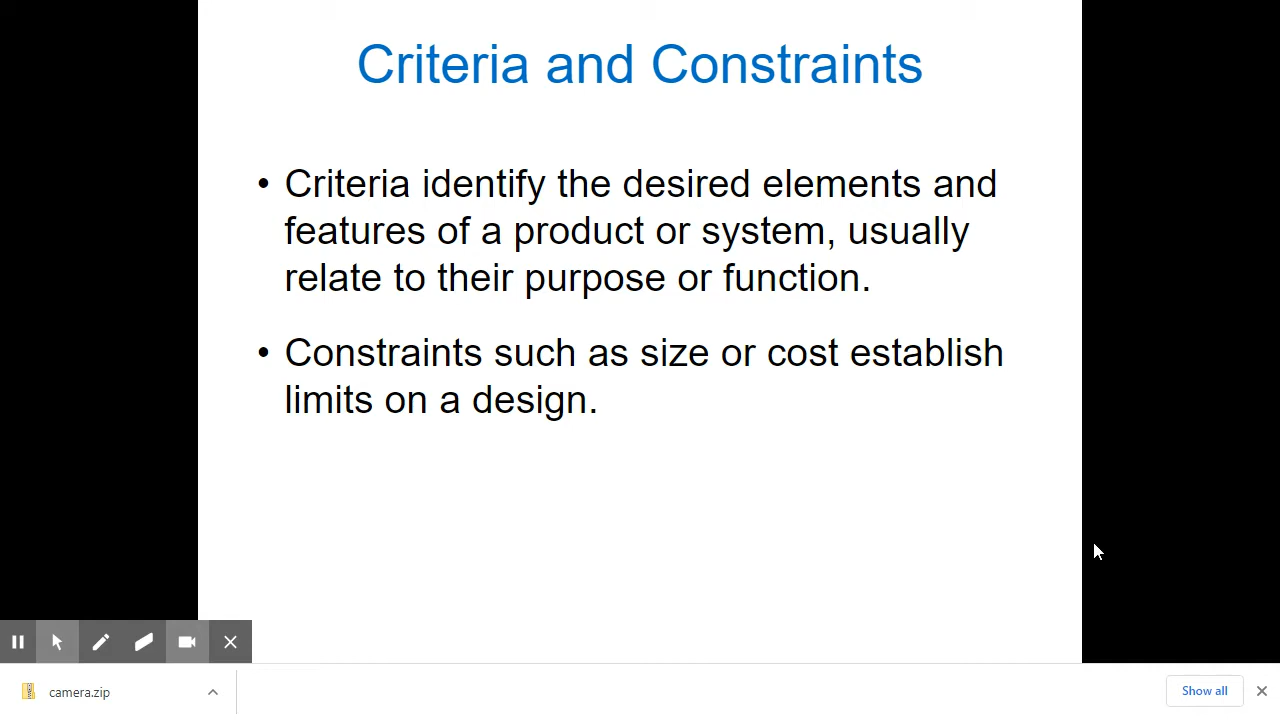 Criteria and Constraints
• Criteria identify the desired elements and
features of a product or system, usually
relate to their purpose or function.
• Constraints such as size or cost establish
limits on a design.
camera.zip
Show all